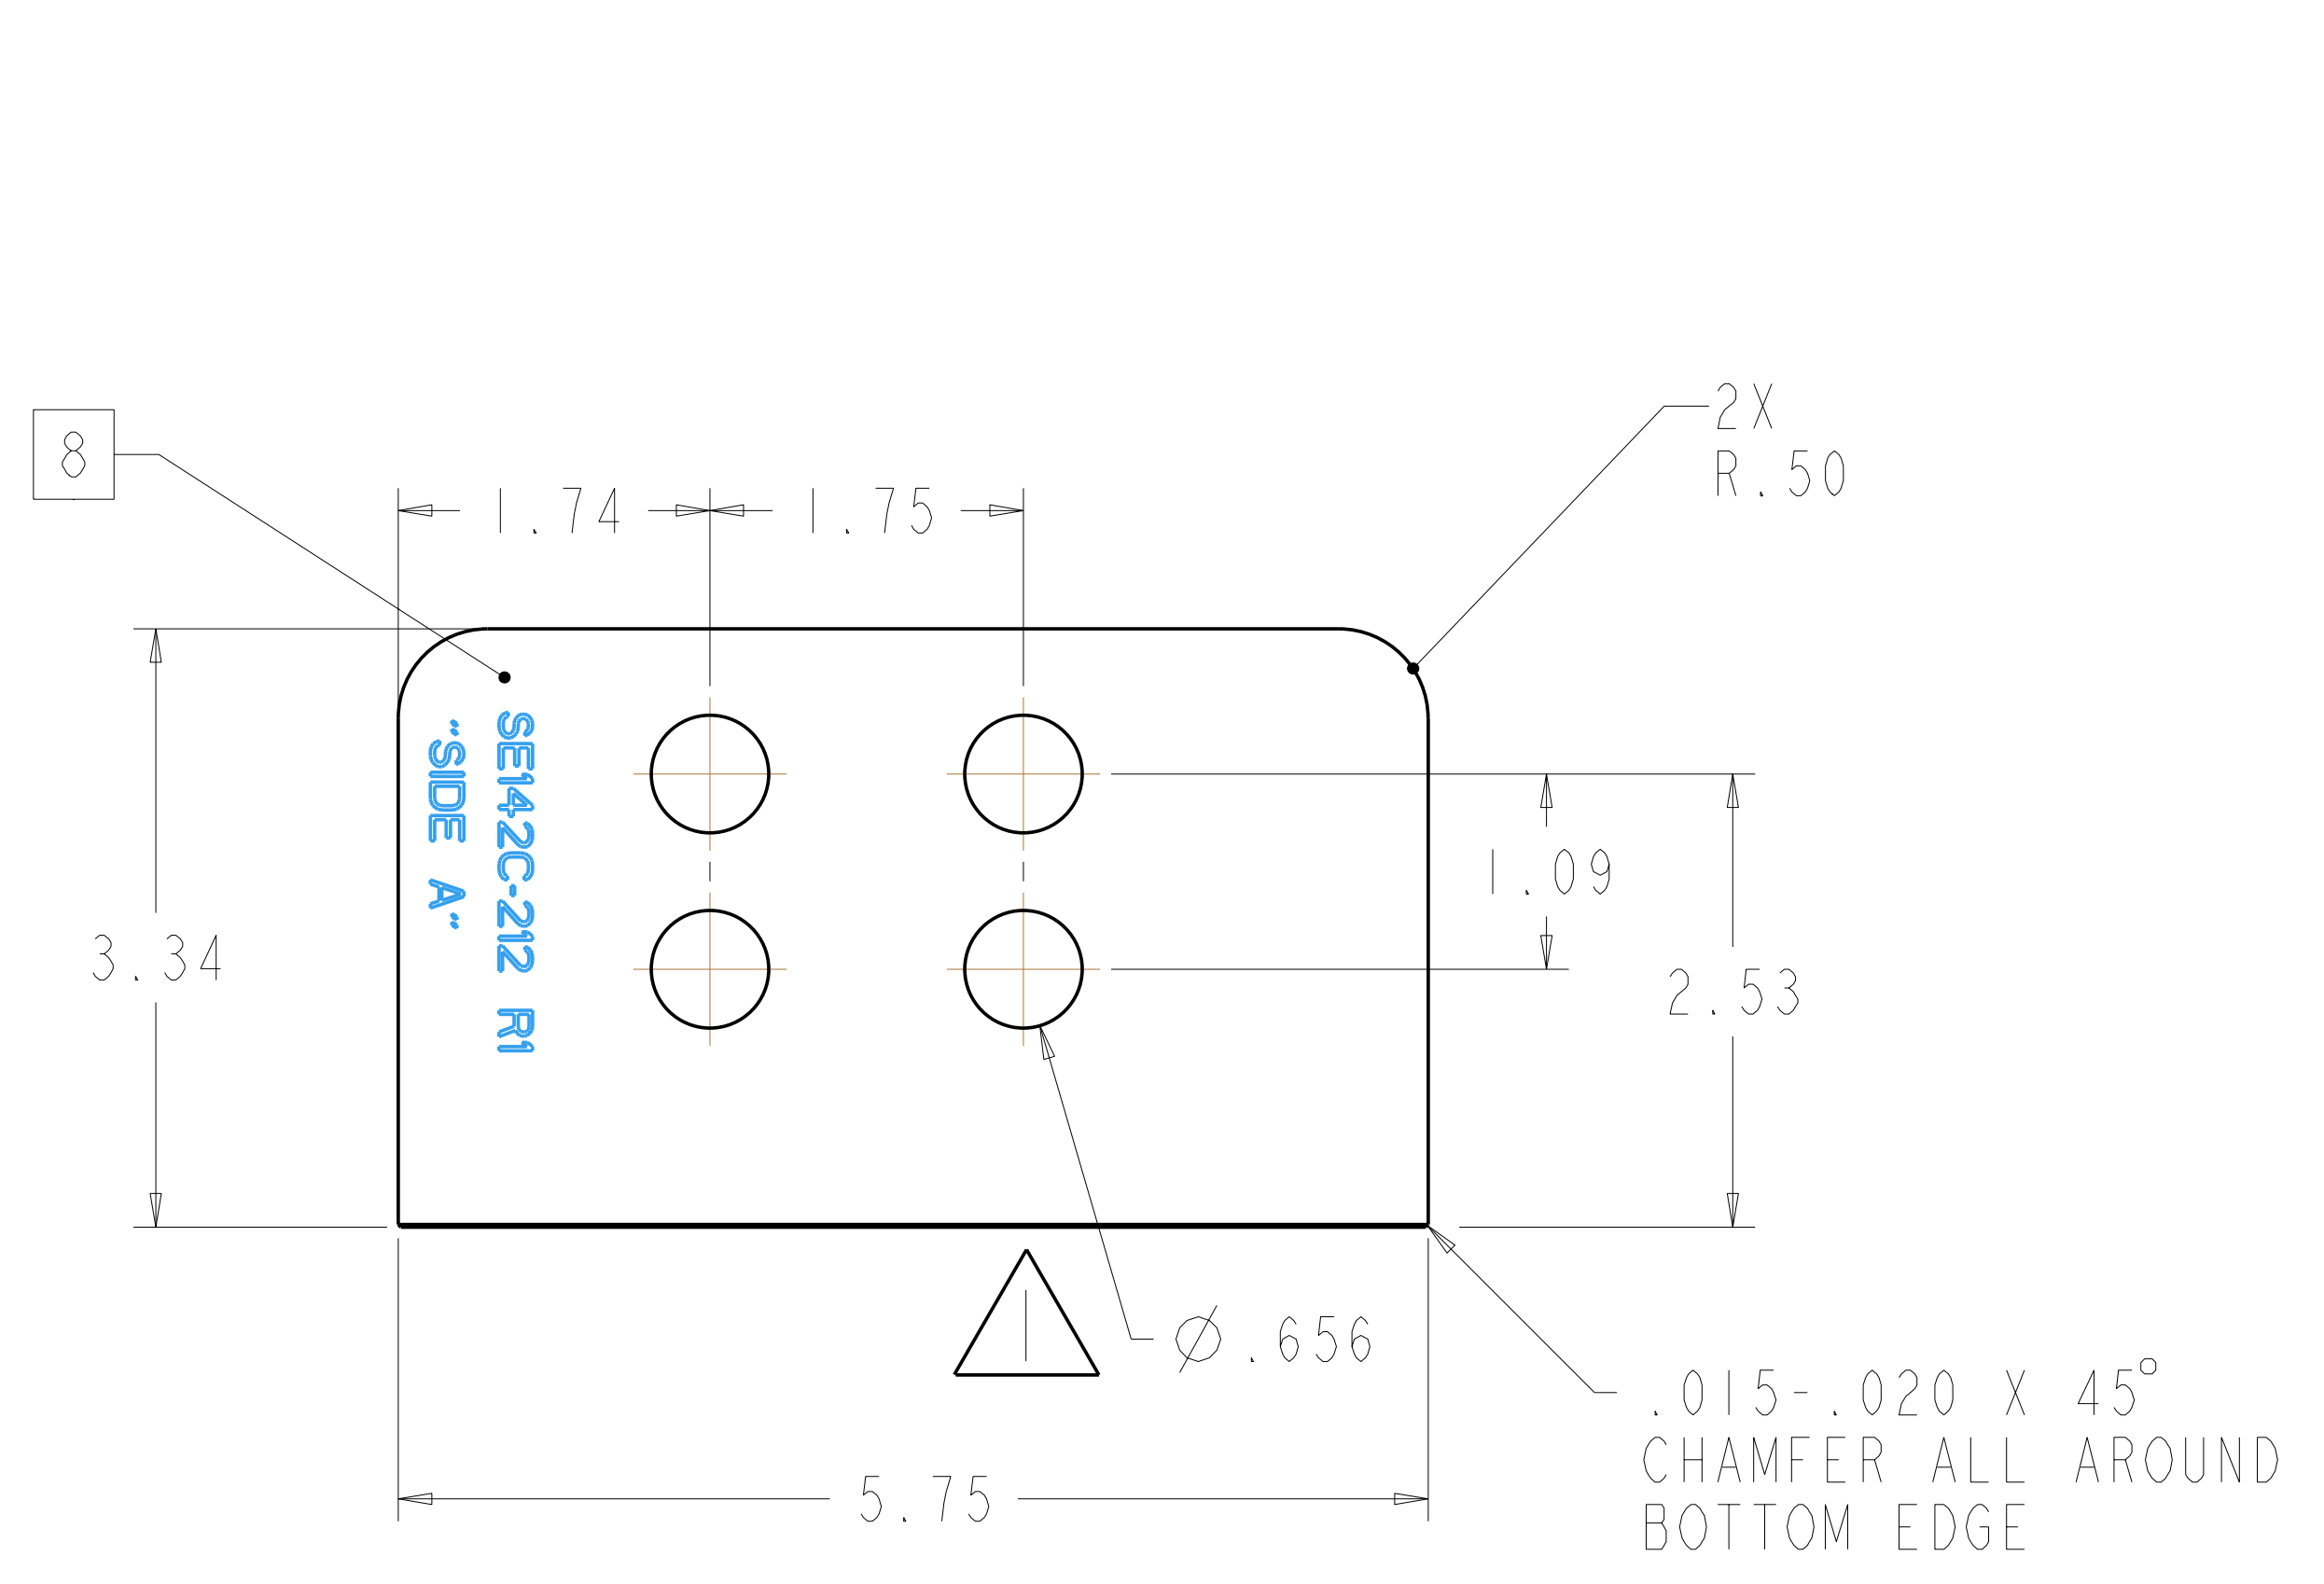 2X
R.50
8
1.74
1.75
SE142C-212 R1
"SIDE A"
1.09
3.34
2.53
1
Ø.656
.015-.020 X 45°
CHAMFER ALL AROUND
BOTTOM EDGE
5.75